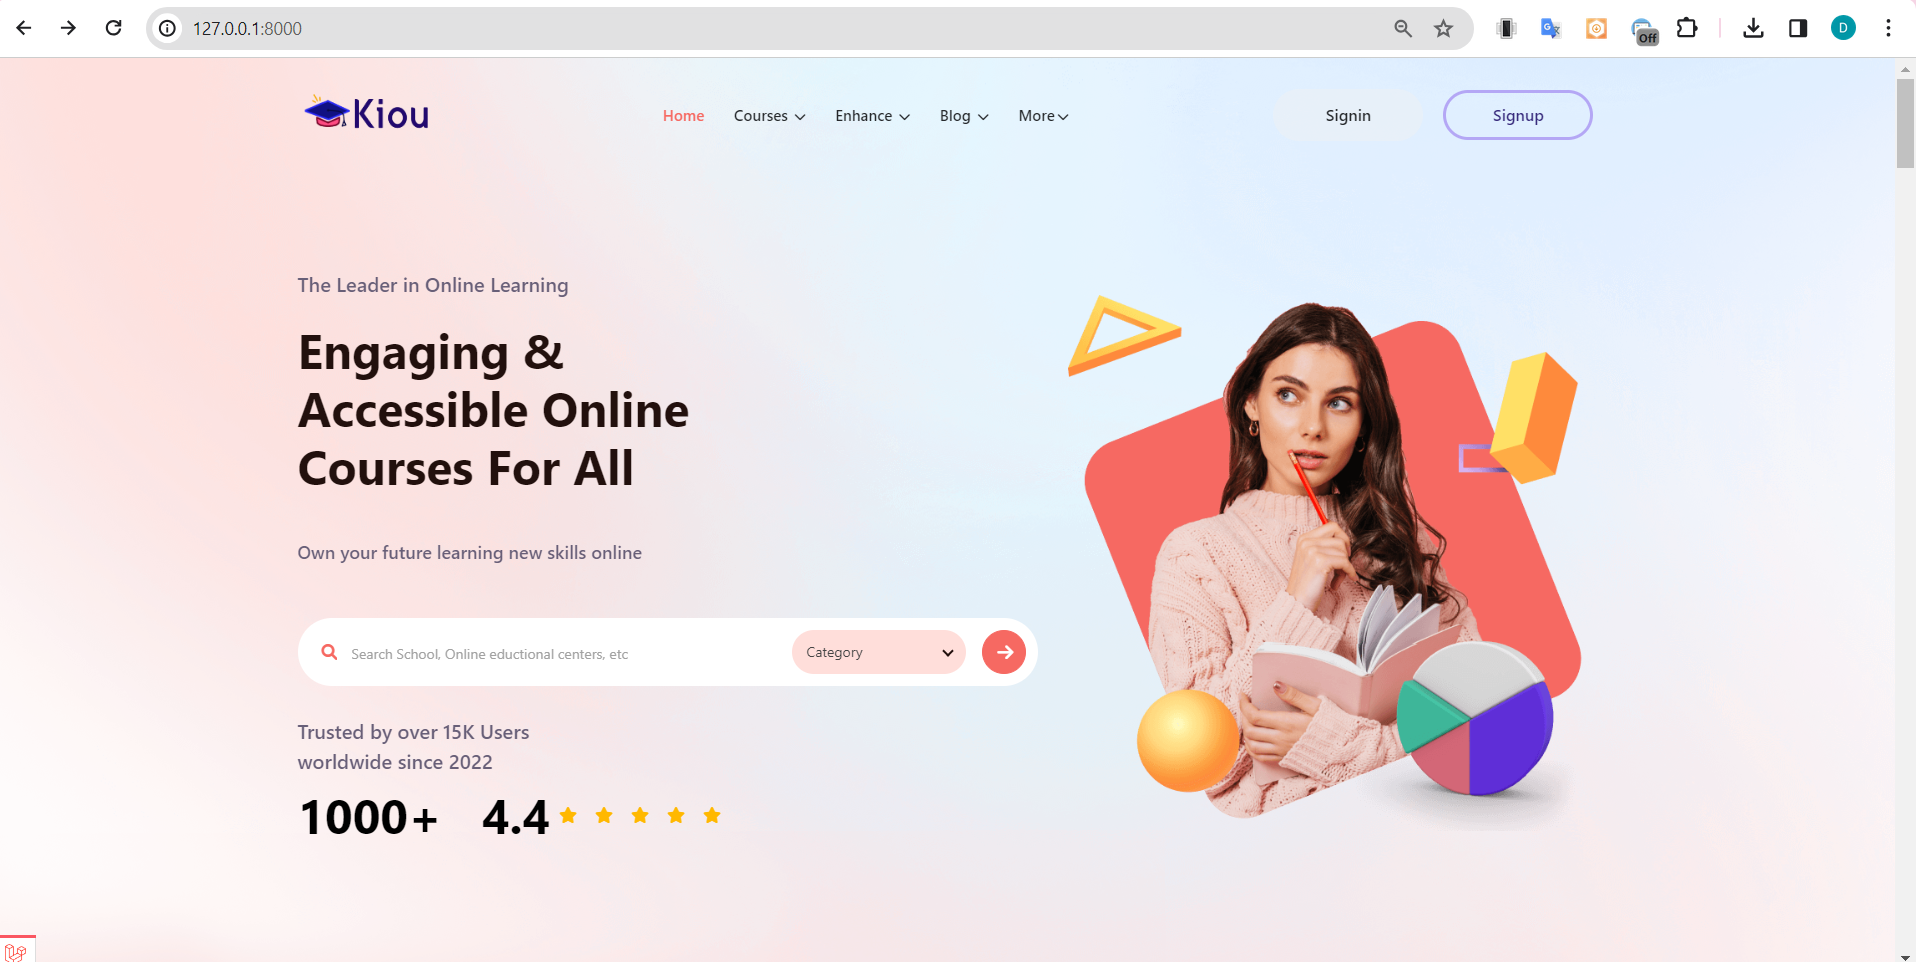 127.0.0.1:8000
Off
D
Kiou
Home Courses Enhance Blog More Signin Signup
The Leader in Online Learning
Engaging &
Accessible Online
Courses For All
Own your future learning new skills online
Search School, Online eductional centers, etc Category
Trusted by over 15K Users
worldwide since 2022
1000+ 4.4